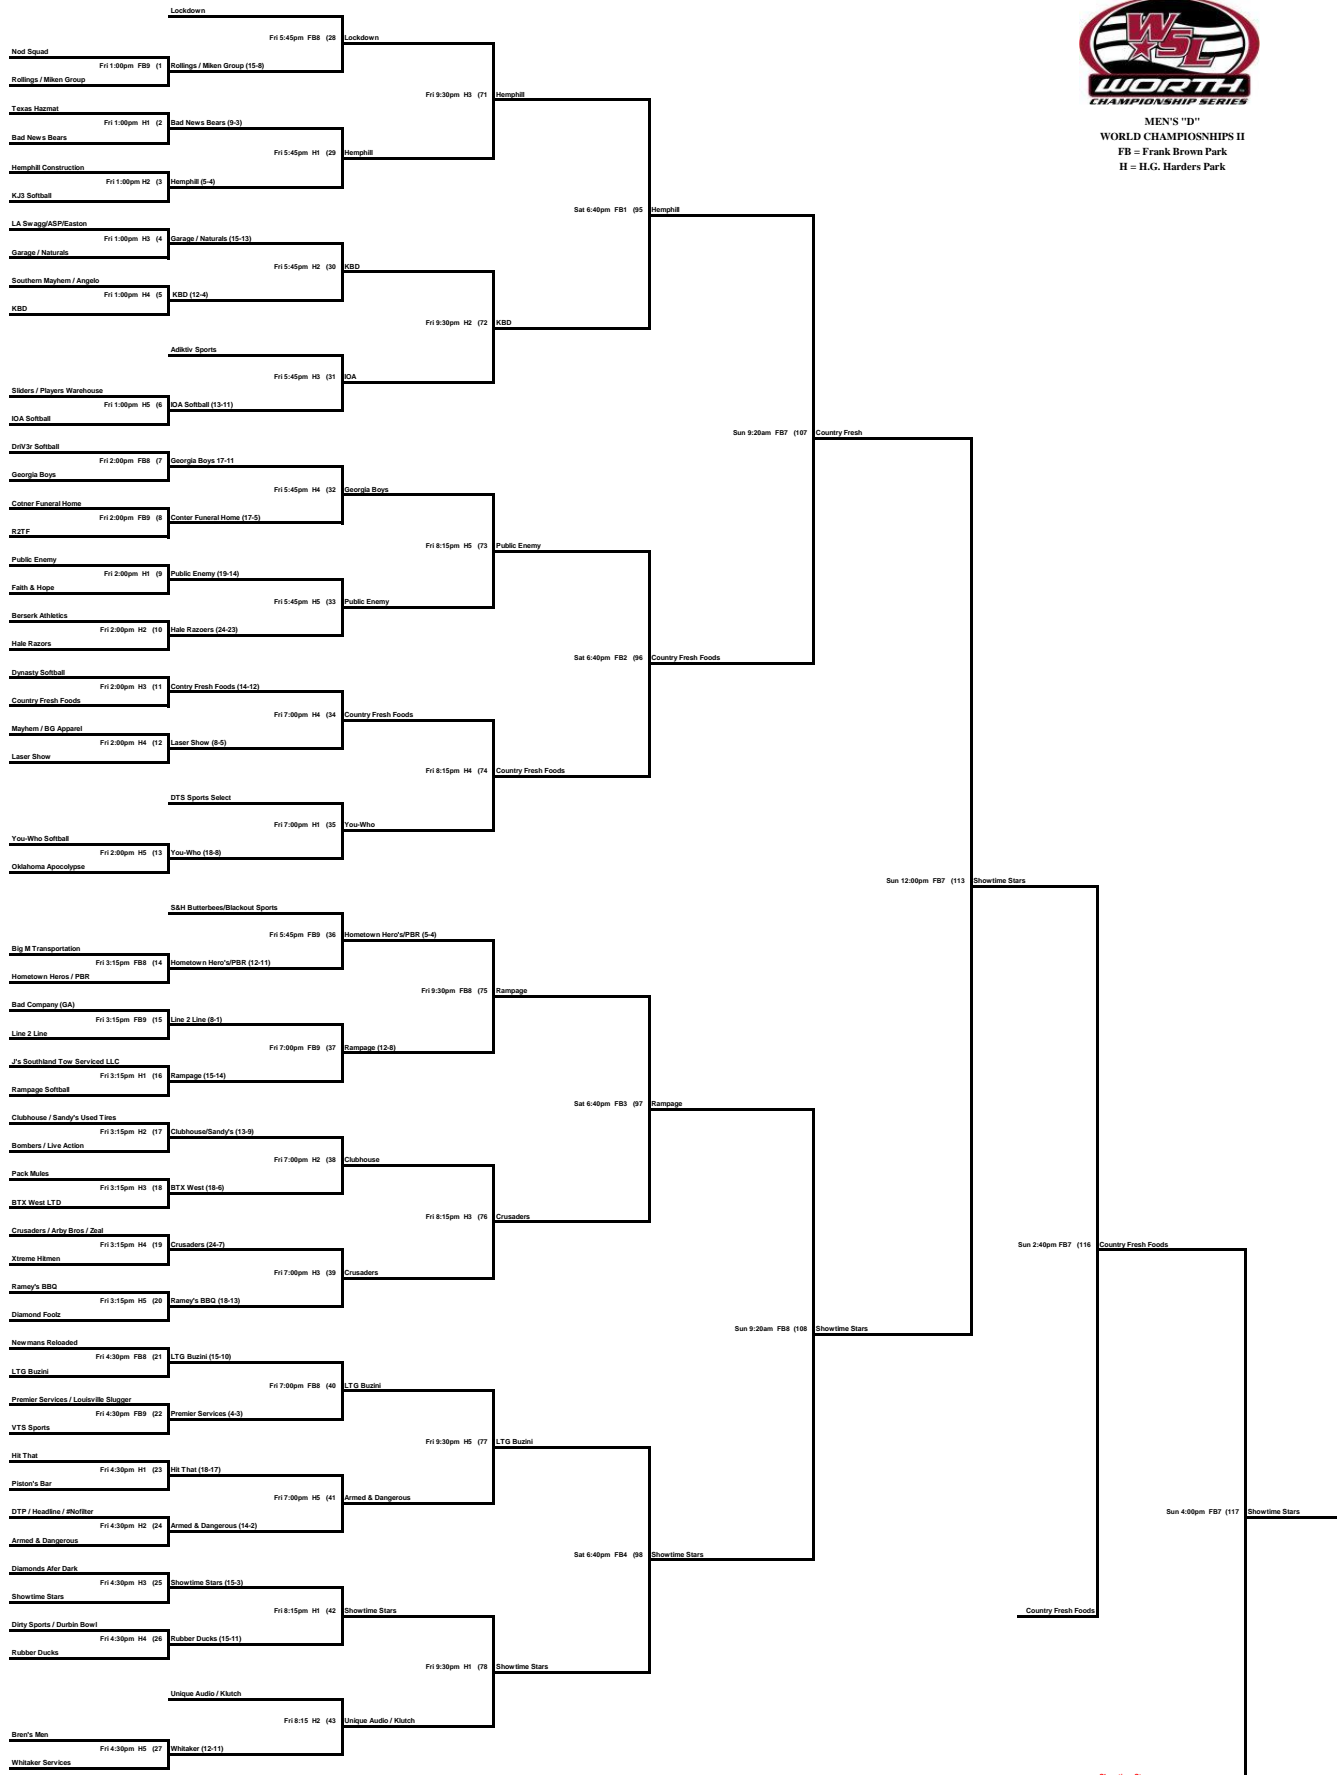 Lockdown
Fri 5:45pm FB8 (28 Lockdown
Nod Squad
Fri 1:00pm FB9 (1 Rollings / Miken Group (15-8)
Rollings / Miken Group
Fri 9:30pm H3 (71 Hemphill
Texas Hazmat
Fri 1:00pm H1 (2 Bad News Bears (9-3)
Bad News Bears
Fri 5:45pm H1 (29 Hemphill
Hemphill Construction
Fri 1:00pm H2 (3 Hemphill (5-4)
KJ3 Softball
Sat 6:40pm FB1 (95 Hemphill
LA Swagg/ASP/Easton
Fri 1:00pm H3 (4 Garage / Naturals (15-13)
Garage / Naturals
Fri 5:45pm H2 (30 KBD
Southern Mayhem / Angelo
Fri 1:00pm H4 (5 KBD (12-4)
KBD
Fri 9:30pm H2 (72 KBD
Adiktiv Sports
Fri 5:45pm H3 (31 IOA
Sliders / Players Warehouse
Fri 1:00pm H5 (6 IOA Softball (13-11)
IOA Softball
Sun 9:20am FB7 (107 Country Fresh
DriV3r Softball
Fri 2:00pm FB8 (7 Georgia Boys 17-11
Georgia Boys
Fri 5:45pm H4 (32 Georgia Boys
Cotner Funeral Home
Fri 2:00pm FB9 (8 Conter Funeral Home (17-5)
R2TF
Fri 8:15pm H5 (73 Public Enemy
Public Enemy
Fri 2:00pm H1 (9 Public Enemy (19-14)
Faith & Hope
Fri 5:45pm H5 (33 Public Enemy
Berserk Athletics
Fri 2:00pm H2 (10 Hale Razoers (24-23)
Hale Razors
Sat 6:40pm FB2 (96 Country Fresh Foods
Dynasty Softball
Fri 2:00pm H3 (11 Contry Fresh Foods (14-12)
Country Fresh Foods
Fri 7:00pm H4 (34 Country Fresh Foods
Mayhem / BG Apparel
Fri 2:00pm H4 (12 Laser Show (8-5)
Laser Show
Fri 8:15pm H4 (74 Country Fresh Foods
DTS Sports Select
Fri 7:00pm H1 (35 You-Who
You-Who Softball
Fri 2:00pm H5 (13 You-Who (18-8)
Oklahoma Apocolypse
Sun 12:00pm FB7 (113 Showtime Stars
S&H Butterbees/Blackout Sports
Fri 5:45pm FB9 (36 Hometown Hero's/PBR (5-4)
Big M Transportation
Fri 3:15pm FB8 (14 Hometown Hero's/PBR (12-11)
Hometown Heros / PBR
Fri 9:30pm FB8 (75 Rampage
Bad Company (GA)
Fri 3:15pm FB9 (15 Line 2 Line (8-1)
Line 2 Line
Fri 7:00pm FB9 (37 Rampage (12-8)
J's Southland Tow Serviced LLC
Fri 3:15pm H1 (16 Rampage (15-14)
Rampage Softball
Sat 6:40pm FB3 (97 Rampage
Clubhouse / Sandy's Used Tires
Fri 3:15pm H2 (17 Clubhouse/Sandy's (13-9)
Bombers / Live Action
Fri 7:00pm H2 (38 Clubhouse
Pack Mules
Fri 3:15pm H3 (18 BTX West (18-6)
BTX West LTD
Fri 8:15pm H3 (76 Crusaders
Crusaders / Arby Bros / Zeal
Fri 3:15pm H4 (19 Crusaders (24-7)
Xtreme Hitmen
Fri 7:00pm H3 (39 Crusaders
Ramey's BBQ
Fri 3:15pm H5 (20 Ramey's BBQ (18-13)
Diamond Foolz
Sun 2:40pm FB7 (116 Country Fresh Foods
Sun 9:20am FB8 (108 Showtime Stars
Newmans Reloaded
Fri 4:30pm FB8 (21 LTG Buzini (15-10)
LTG Buzini
Fri 7:00pm FB8 (40 LTG Buzini
Premier Services / Louisville Slugger
Fri 4:30pm FB9 (22 Premier Services (4-3)
VTS Sports
Fri 9:30pm H5 (77 LTG Buzini
Hit That
Fri 4:30pm H1 (23 Hit That (18-17)
Piston's Bar
Fri 7:00pm H5 (41 Armed & Dangerous
DTP / Headline / #Nofilter
Fri 4:30pm H2 (24 Armed & Dangerous (14-2)
Armed & Dangerous
Sun 4:00pm FB7 (117 Showtime Stars
Sat 6:40pm FB4 (98 Showtime Stars
Diamonds Afer Dark
Fri 4:30pm H3 (25 Showtime Stars (15-3)
Showtime Stars
Fri 8:15pm H1 (42 Showtime Stars
Country Fresh Foods
Dirty Sports / Durbin Bowl
Fri 4:30pm H4 (26 Rubber Ducks (15-11)
Rubber Ducks
Fri 9:30pm H1 (78 Showtime Stars
Unique Audio / Klutch
Fri 8:15 H2 (43 Unique Audio / Klutch
Bren's Men
Fri 4:30pm H5 (27 Whitaker (12-11)
Whitaker Services
WSL
WORTH
CHAMPIONSHIP SERIES
MEN'S "D"
WORLD CHAMPIOSNHIPS II
FB = Frank Brown Park
H = H.G. Harders Park